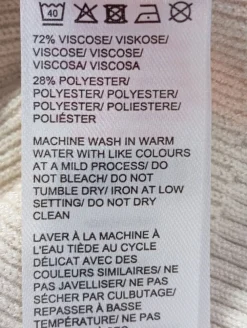 40
72% VISCOSE/ VISKOSE/
VISCOSE/ VISCOSE/
VISCOSA/ VISCOSA
28% POLYESTER/
POLYESTER/ POLYESTER/
POLYESTER/ POLIESTERE/
POLIÉSTER
MACHINE WASH IN WARM
WATER WITH LIKE COLOURS
AT A MILD PROCESS/ DO
NOT BLEACH/ DO NOT
TUMBLE DRY/ IRON AT LOW
SETTING/ DO NOT DRY
CLEAN
LAVER À LA MACHINE À
L'EAU TIÈDE AU CYCLE
DÉLICAT AVEC DES
COULEURS SIMILAIRES/ NE
PAS JAVELLISER/ NE PAS
SÉCHER PAR CULBUTAGE/
REPASSER À BASSE
TEMPÉRATURE/ NE PAS